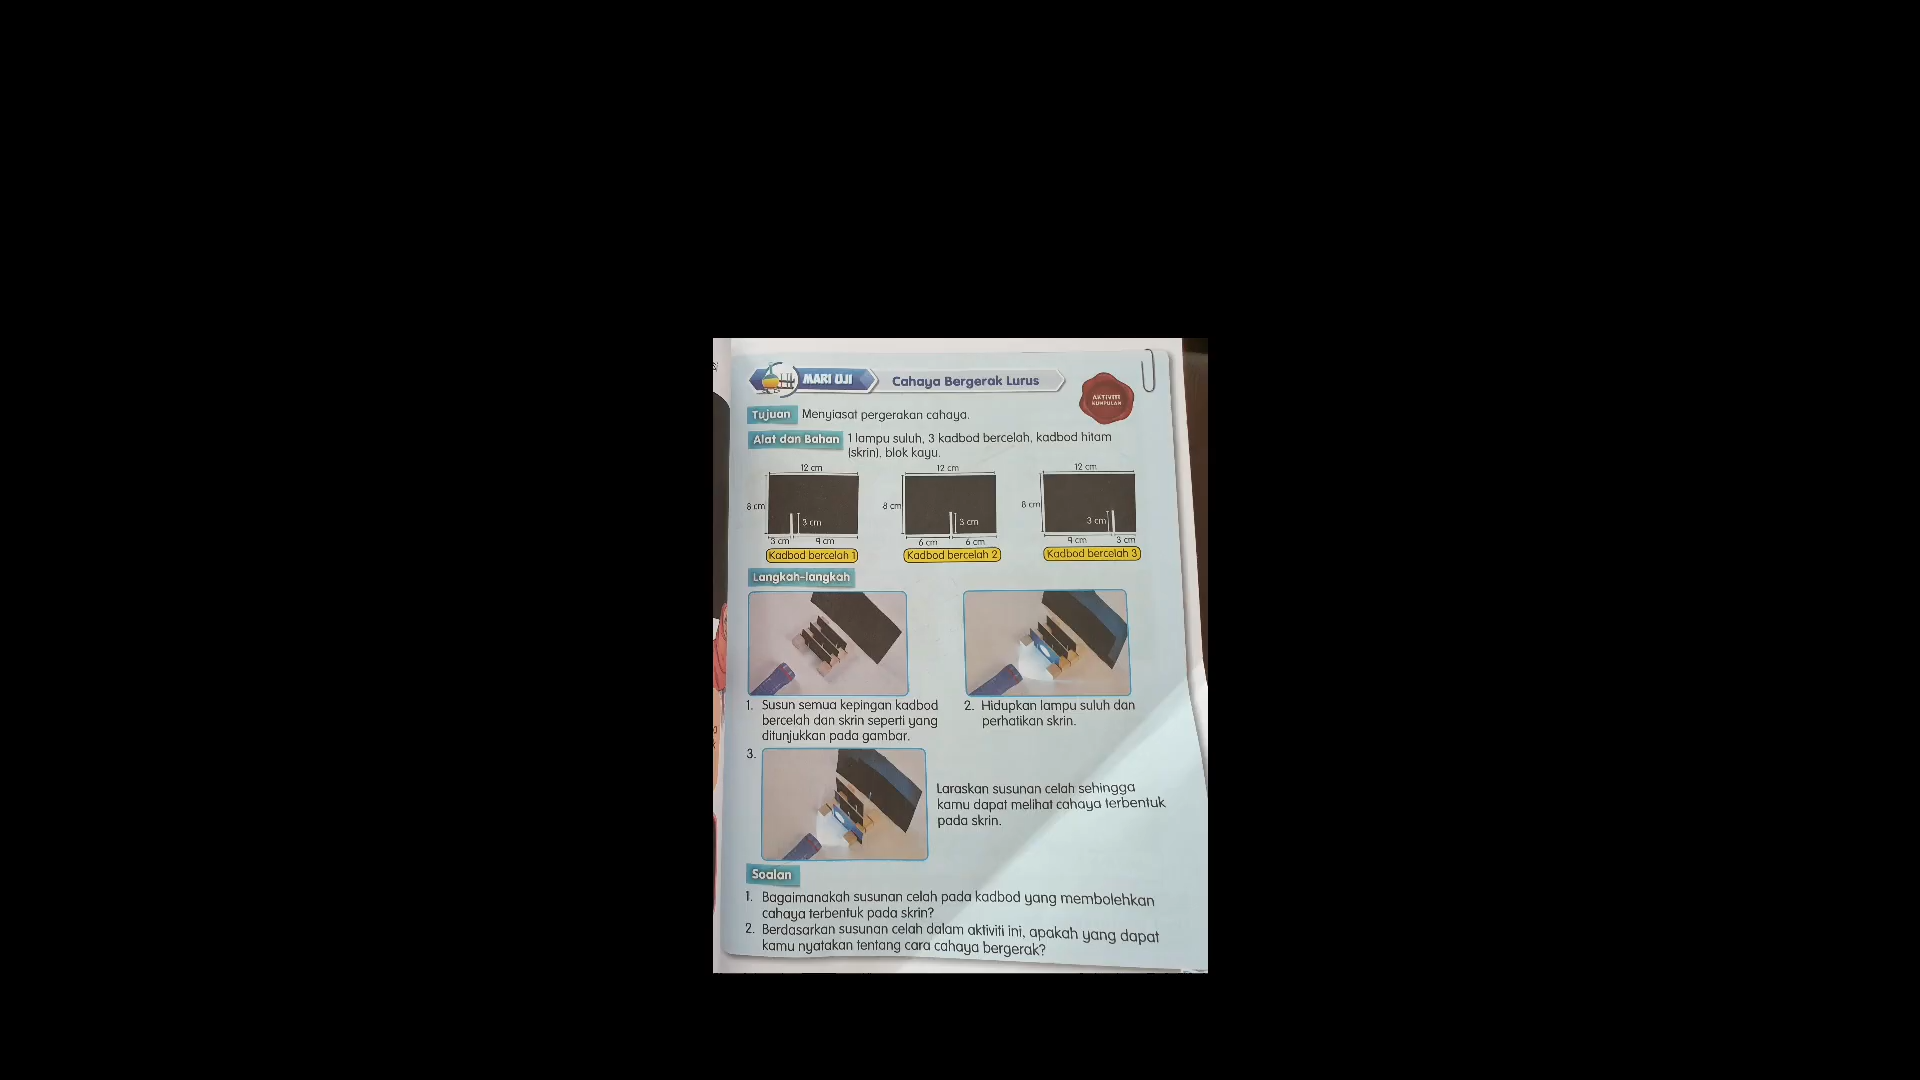 MARI UJI
Cahaya Bergerak Lurus
AKTIVITI
KUMPULAN
Tujuan Menyiasat pergerakan cahaya.
Alat dan Bahan 1 lampu suluh, 3 kadbod bercelah, kadbod hitam
(skrin), blok kayu.
12 cm 12 cm 12 cm
8 cm 8 cm 8 cm
3 cm 3 cm 3 cm
3 cm 9 cm 6 cm 6 cm 9 cm 3 cm
Kadbod bercelah 1 Kadbod bercelah 2 Kadbod bercelah 3
Langkah-langkah
1. Susun semua kepingan kadbod
bercelah dan skrin seperti yang
ditunjukkan pada gambar.
2. Hidupkan lampu suluh dan
perhatikan skrin.
3.
Laraskan susunan celah sehingga
kamu dapat melihat cahaya terbentuk
pada skrin.
Soalan
1. Bagaimanakah susunan celah pada kadbod yang membolehkan
cahaya terbentuk pada skrin?
2. Berdasarkan susunan celah dalam aktiviti ini, apakah yang dapat
kamu nyatakan tentang cara cahaya bergerak?